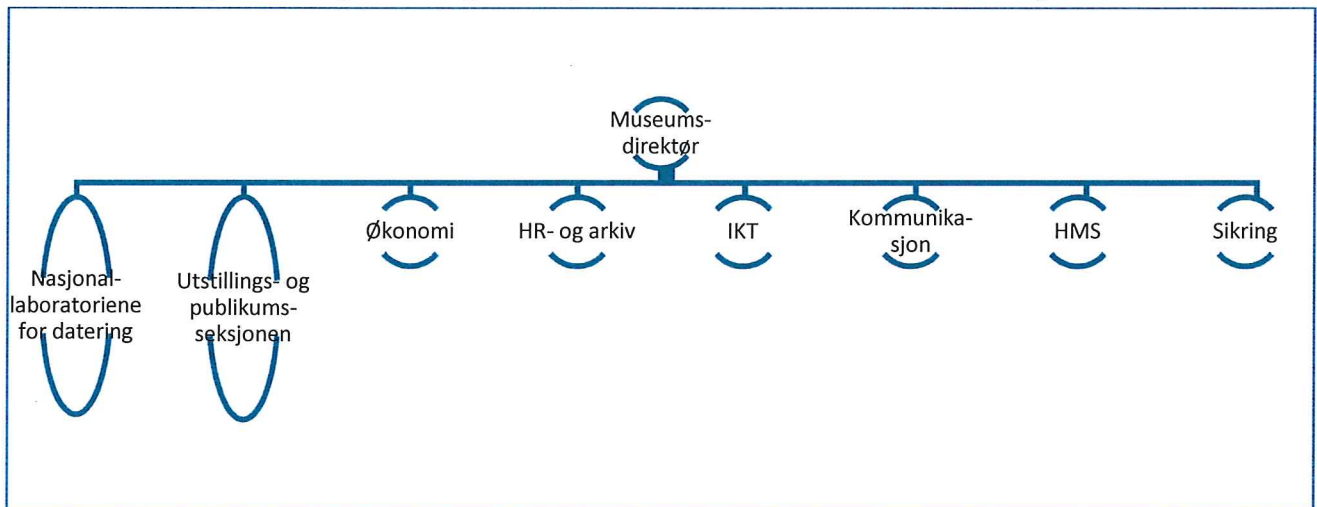 Museums-
direktør
Nasjonal-
laboratoriene
for datering
Utstillings- og
publikums-
seksjonen
Økonomi
HR- og arkiv
IKT
Kommunika-
sjon
HMS
Sikring